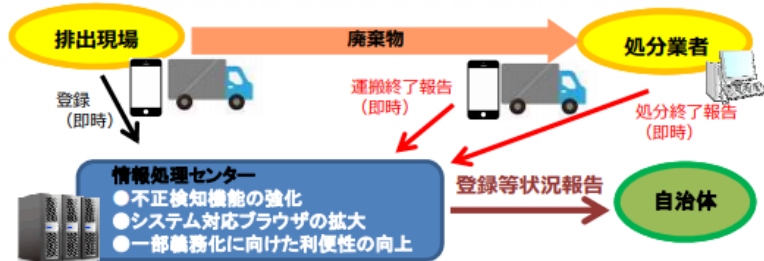 排出現場
廃棄物
処分業者
登録
（即時）
運搬終了報告
（即時）
処分終了報告
（即時）
情報処理センター
●不正検知機能の強化
●システム対応ブラウザの拡大
●一部義務化に向けた利便性の向上
登録等状況報告
自治体